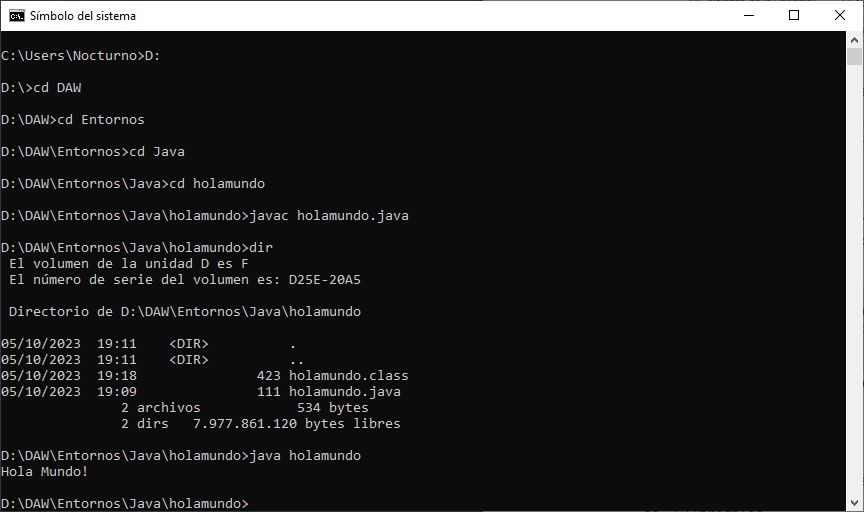 Símbolo del sistema
C:\Users\Nocturno>D:
D:\>cd DAW
D:\DAW>cd Entornos
D:\DAW\Entornos>cd Java
D:\DAW\Entornos\Java>cd holamundo
D:\DAW\Entornos\Java\holamundo>javac holamundo.java
D:\DAW\Entornos\Java\holamundo>dir
 El volumen de la unidad D es F
 El número de serie del volumen es: D25E-20A5
 Directorio de D:\DAW\Entornos\Java\holamundo
05/10/2023  19:11    <DIR>          .
05/10/2023  19:11    <DIR>          ..
05/10/2023  19:18               423 holamundo.class
05/10/2023  19:09               111 holamundo.java
               2 archivos            534 bytes
               2 dirs   7.977.861.120 bytes libres
D:\DAW\Entornos\Java\holamundo>java holamundo
Hola Mundo!
D:\DAW\Entornos\Java\holamundo>